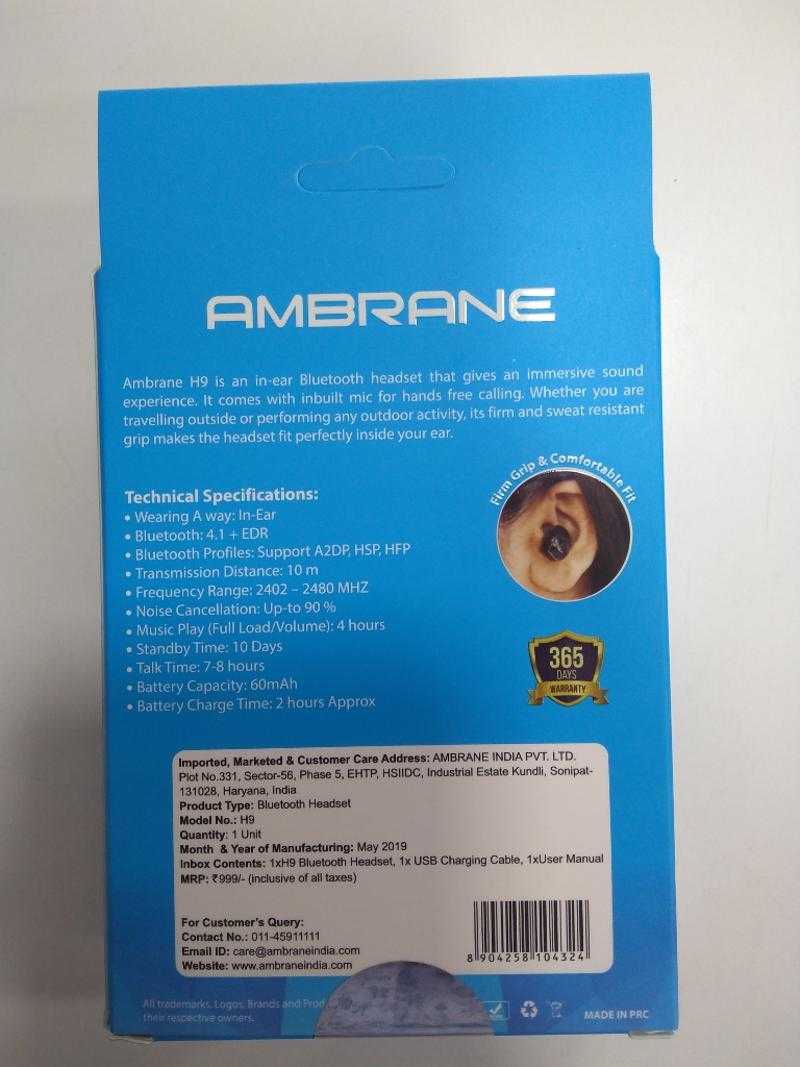 AMBRANE
Ambrane H9 is an in-ear Bluetooth headset that gives an immersive sound
experience. It comes with inbuilt mic for hands free calling. Whether you are
travelling outside or performing any outdoor activity, its firm and sweat resistant
grip makes the headset fit perfectly inside your ear.
Firm Grip & Comfortable Fit
Technical Specifications:
• Wearing A way: In-Ear
• Bluetooth: 4.1 + EDR
• Bluetooth Profiles: Support A2DP, HSP, HFP
• Transmission Distance: 10 m
• Frequency Range: 2402 – 2480 MHZ
• Noise Cancellation: Up-to 90 %
• Music Play (Full Load/Volume): 4 hours
• Standby Time: 10 Days
• Talk Time: 7-8 hours
• Battery Capacity: 60mAh
• Battery Charge Time: 2 hours Approx
365
DAYS
WARRANTY
Imported, Marketed & Customer Care Address: AMBRANE INDIA PVT. LTD.
Plot No.331, Sector-56, Phase 5, EHTP, HSIIDC, Industrial Estate Kundli, Sonipat-
131028, Haryana, India
Product Type: Bluetooth Headset
Model No.: H9
Quantity: 1 Unit
Month & Year of Manufacturing: May 2019
Inbox Contents: 1xH9 Bluetooth Headset, 1x USB Charging Cable, 1xUser Manual
MRP: ₹999/- (inclusive of all taxes)
For Customer's Query:
Contact No.: 011-45911111
Email ID: care@ambraneindia.com
Website: www.ambraneindia.com
8 904258 104324
All trademarks, Logos, Brands and Prod
their respective owners.
MADE IN PRC